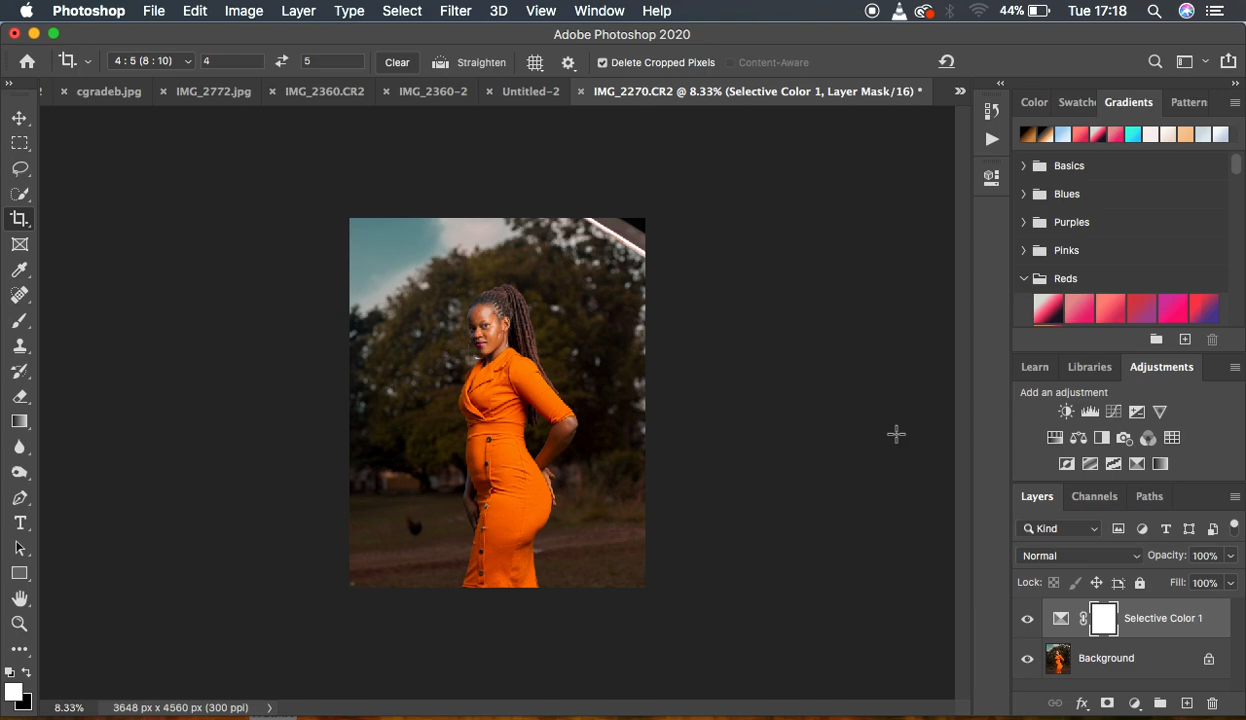 Photoshop File Edit Image Layer Type Select Filter 3D View Window Help 44% Tue 17:18
Adobe Photoshop 2020
4 : 5 (8 : 10) 4 5 Clear Straighten Delete Cropped Pixels Content-Aware
2 × cgradeb.jpg × IMG_2772.jpg × IMG_2360.CR2 × IMG_2360-2 × Untitled-2 × IMG_2270.CR2 @ 8.33% (Selective Color 1, Layer Mask/16) *
Color Swatche Gradients Pattern
Basics
Blues
Purples
Pinks
Reds
Learn Libraries Adjustments
Add an adjustment
Layers Channels Paths
Kind
Normal Opacity: 100%
Lock: Fill: 100%
Selective Color 1
Background
8.33% 3648 px x 4560 px (300 ppi)